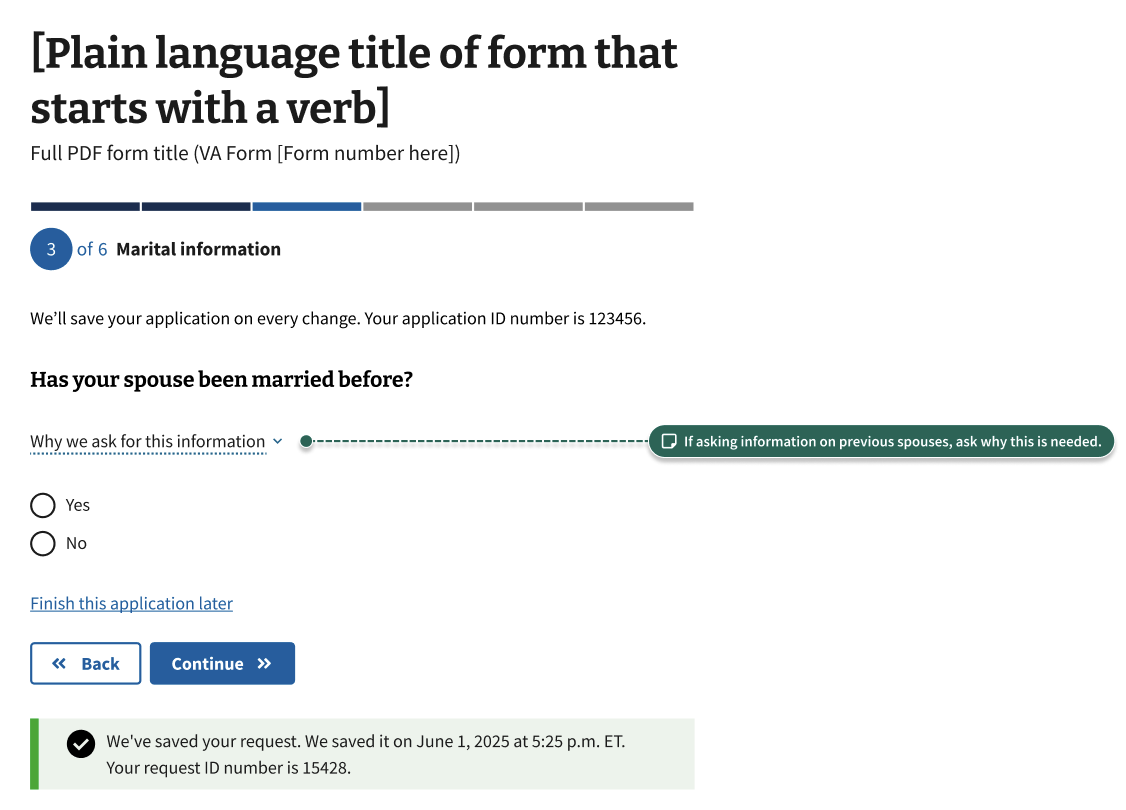 [Plain language title of form that
starts with a verb]
Full PDF form title (VA Form [Form number here])
3 of 6 Marital information
We’ll save your application on every change. Your application ID number is 123456.
Has your spouse been married before?
Why we ask for this information
If asking information on previous spouses, ask why this is needed.
Yes
No
Finish this application later
Back
Continue
We've saved your request. We saved it on June 1, 2025 at 5:25 p.m. ET.
Your request ID number is 15428.